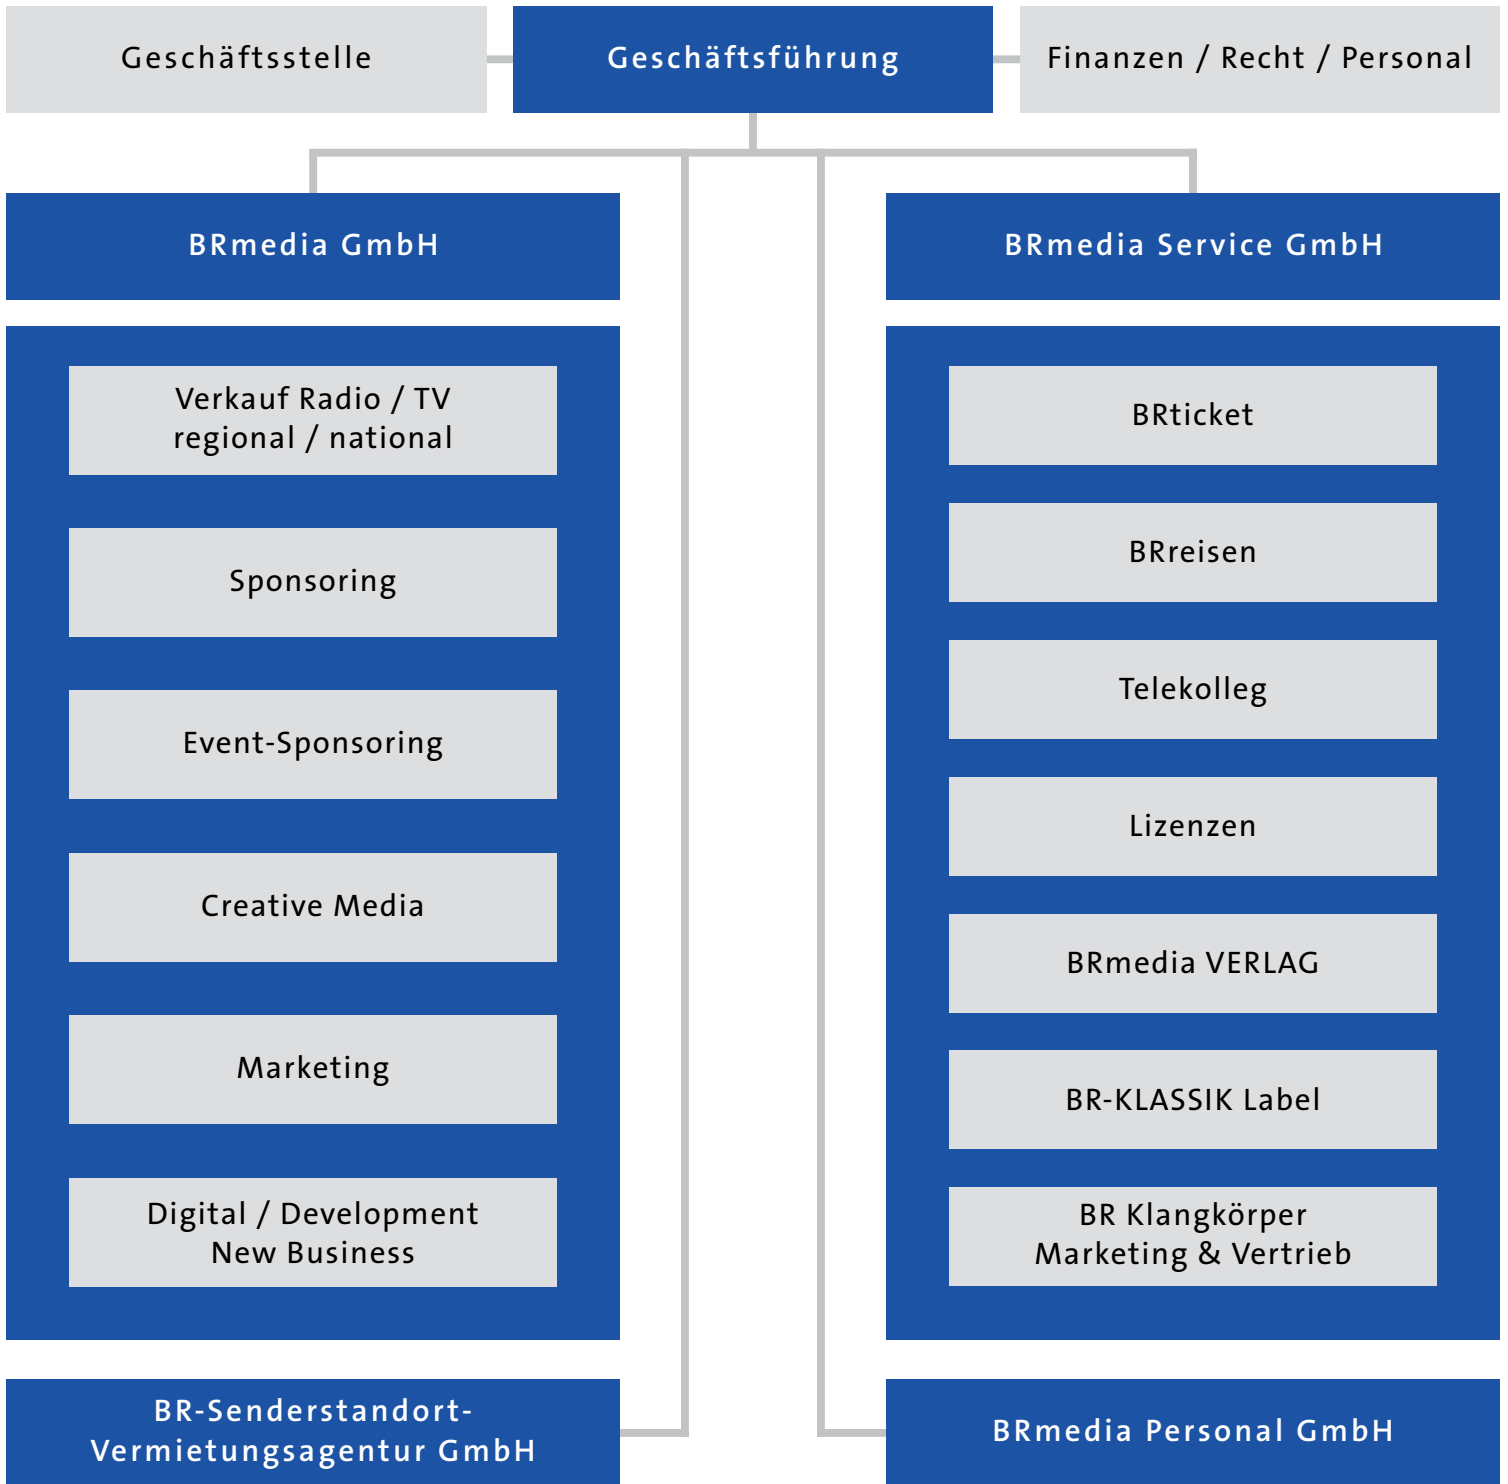 Geschäftsstelle
Geschäftsführung
Finanzen / Recht / Personal
BRmedia GmbH
Verkauf Radio / TV
regional / national
Sponsoring
Event-Sponsoring
Creative Media
Marketing
Digital / Development
New Business
BR-Senderstandort-
Vermietungsagentur GmbH
BRmedia Service GmbH
BRticket
BRreisen
Telekolleg
Lizenzen
BRmedia VERLAG
BR-KLASSIK Label
BR Klangkörper
Marketing & Vertrieb
BRmedia Personal GmbH